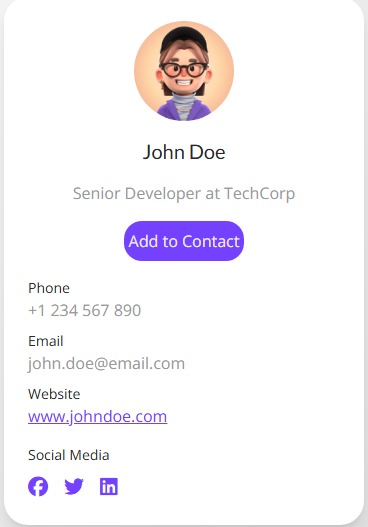 John Doe
Senior Developer at TechCorp
Add to Contact
Phone
+1 234 567 890
Email
john.doe@email.com
Website
www.johndoe.com
Social Media